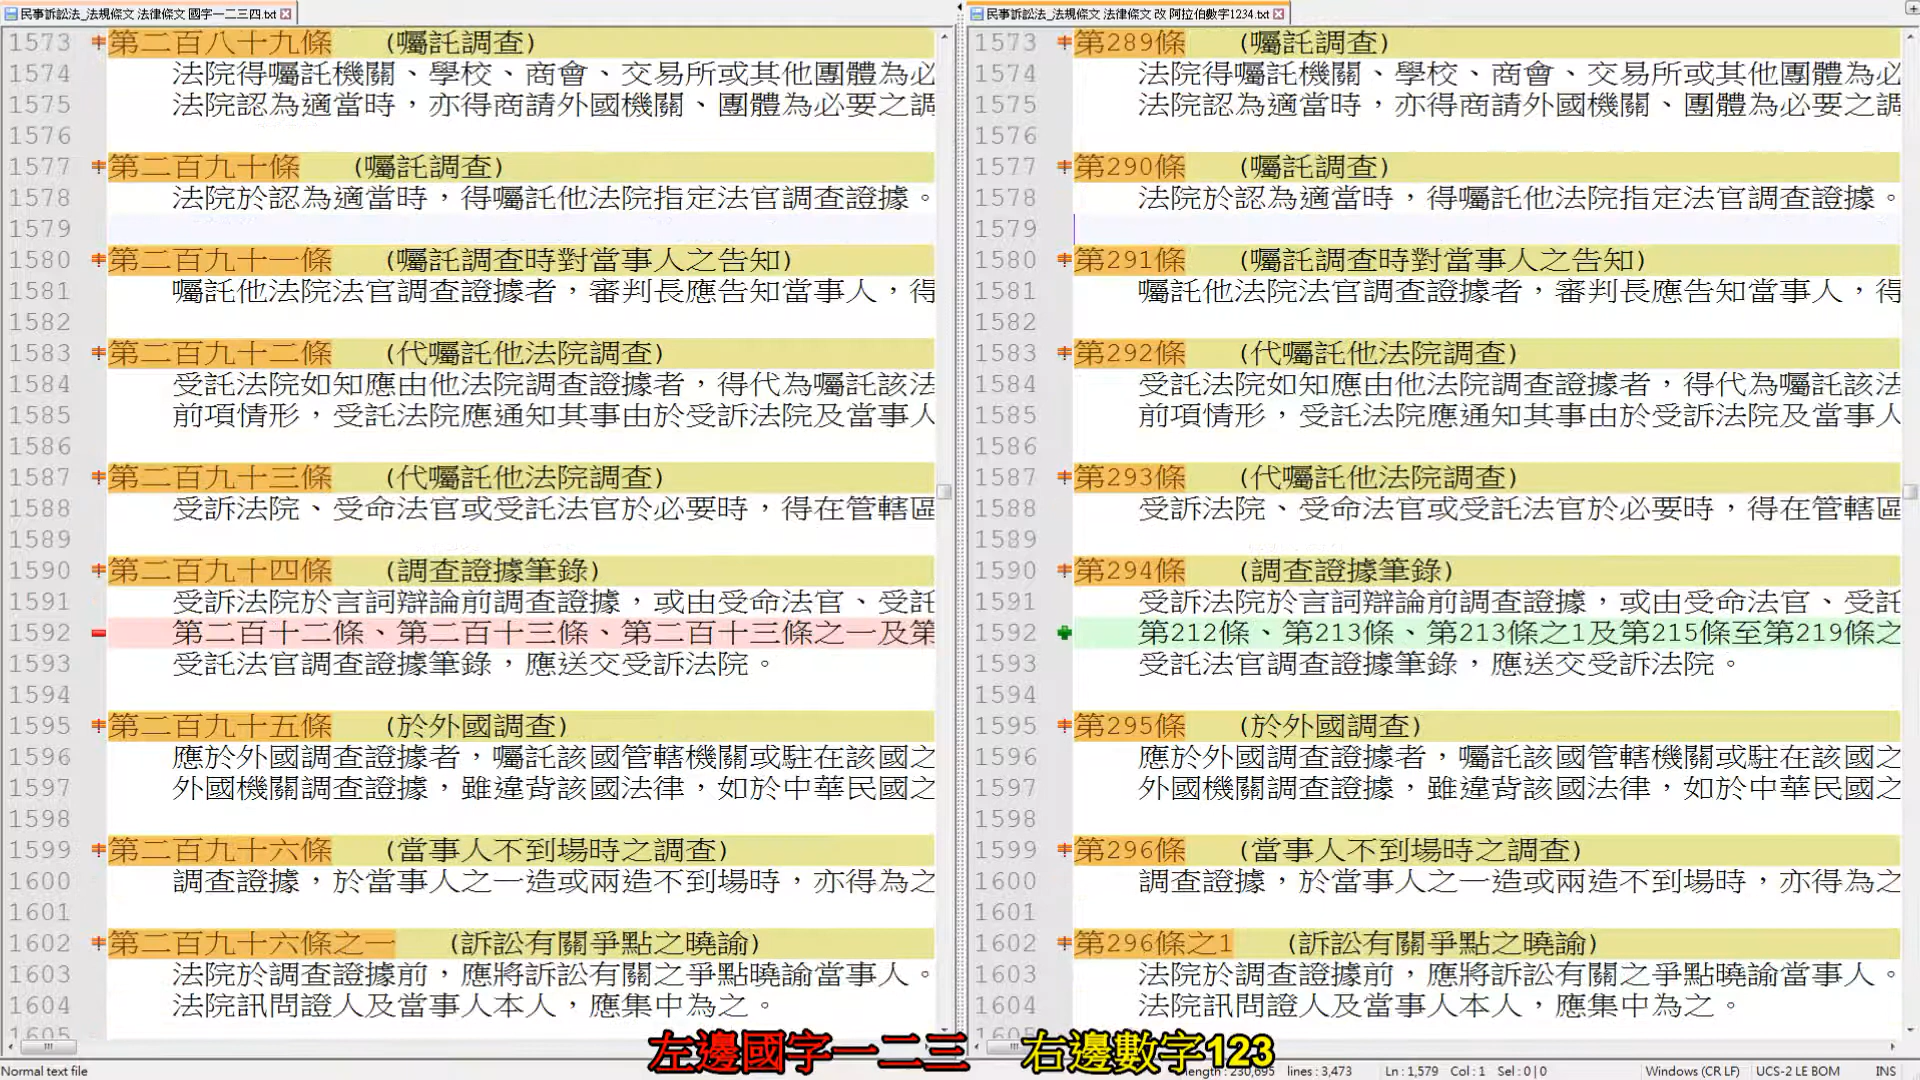 民事訴訟法_法規條文 法律條文 國字一二三四.txt
1573 第二百八十九條 (囑託調查)
1574 法院得囑託機關、學校、商會、交易所或其他團體為必
1575 法院認為適當時，亦得商請外國機關、團體為必要之調
1576
1577 第二百九十條 (囑託調查)
1578 法院於認為適當時，得囑託他法院指定法官調查證據。
1579
1580 第二百九十一條 (囑託調查時對當事人之告知)
1581 囑託他法院法官調查證據者，審判長應告知當事人，得
1582
1583 第二百九十二條 (代囑託他法院調查)
1584 受託法院如知應由他法院調查證據者，得代為囑託該法
1585 前項情形，受託法院應通知其事由於受訴法院及當事人
1586
1587 第二百九十三條 (代囑託他法院調查)
1588 受訴法院、受命法官或受託法官於必要時，得在管轄區
1589
1590 第二百九十四條 (調查證據筆錄)
1591 受訴法院於言詞辯論前調查證據，或由受命法官、受託
1592 第二百十二條、第二百十三條、第二百十三條之一及第
1593 受託法官調查證據筆錄，應送交受訴法院。
1594
1595 第二百九十五條 (於外國調查)
1596 應於外國調查證據者，囑託該國管轄機關或駐在該國之
1597 外國機關調查證據，雖違背該國法律，如於中華民國之
1598
1599 第二百九十六條 (當事人不到場時之調查)
1600 調查證據，於當事人之一造或兩造不到場時，亦得為之
1601
1602 第二百九十六條之一 (訴訟有關爭點之曉諭)
1603 法院於調查證據前，應將訴訟有關之爭點曉諭當事人。
1604 法院訊問證人及當事人本人，應集中為之。
1605
民事訴訟法_法規條文 法律條文 改 阿拉伯數字1234.txt
1573 第289條 (囑託調查)
1574 法院得囑託機關、學校、商會、交易所或其他團體為必
1575 法院認為適當時，亦得商請外國機關、團體為必要之調
1576
1577 第290條 (囑託調查)
1578 法院於認為適當時，得囑託他法院指定法官調查證據。
1579
1580 第291條 (囑託調查時對當事人之告知)
1581 囑託他法院法官調查證據者，審判長應告知當事人，得
1582
1583 第292條 (代囑託他法院調查)
1584 受託法院如知應由他法院調查證據者，得代為囑託該法
1585 前項情形，受託法院應通知其事由於受訴法院及當事人
1586
1587 第293條 (代囑託他法院調查)
1588 受訴法院、受命法官或受託法官於必要時，得在管轄區
1589
1590 第294條 (調查證據筆錄)
1591 受訴法院於言詞辯論前調查證據，或由受命法官、受託
1592 第212條、第213條、第213條之1及第215條至第219條之
1593 受託法官調查證據筆錄，應送交受訴法院。
1594
1595 第295條 (於外國調查)
1596 應於外國調查證據者，囑託該國管轄機關或駐在該國之
1597 外國機關調查證據，雖違背該國法律，如於中華民國之
1598
1599 第296條 (當事人不到場時之調查)
1600 調查證據，於當事人之一造或兩造不到場時，亦得為之
1601
1602 第296條之1 (訴訟有關爭點之曉諭)
1603 法院於調查證據前，應將訴訟有關之爭點曉諭當事人。
1604 法院訊問證人及當事人本人，應集中為之。
1605
左邊國字一二三 右邊數字123
Normal text file length : 230,695 lines : 3,473 Ln : 1,579 Col : 1 Sel : 0 | 0 Windows (CR LF) UCS-2 LE BOM INS